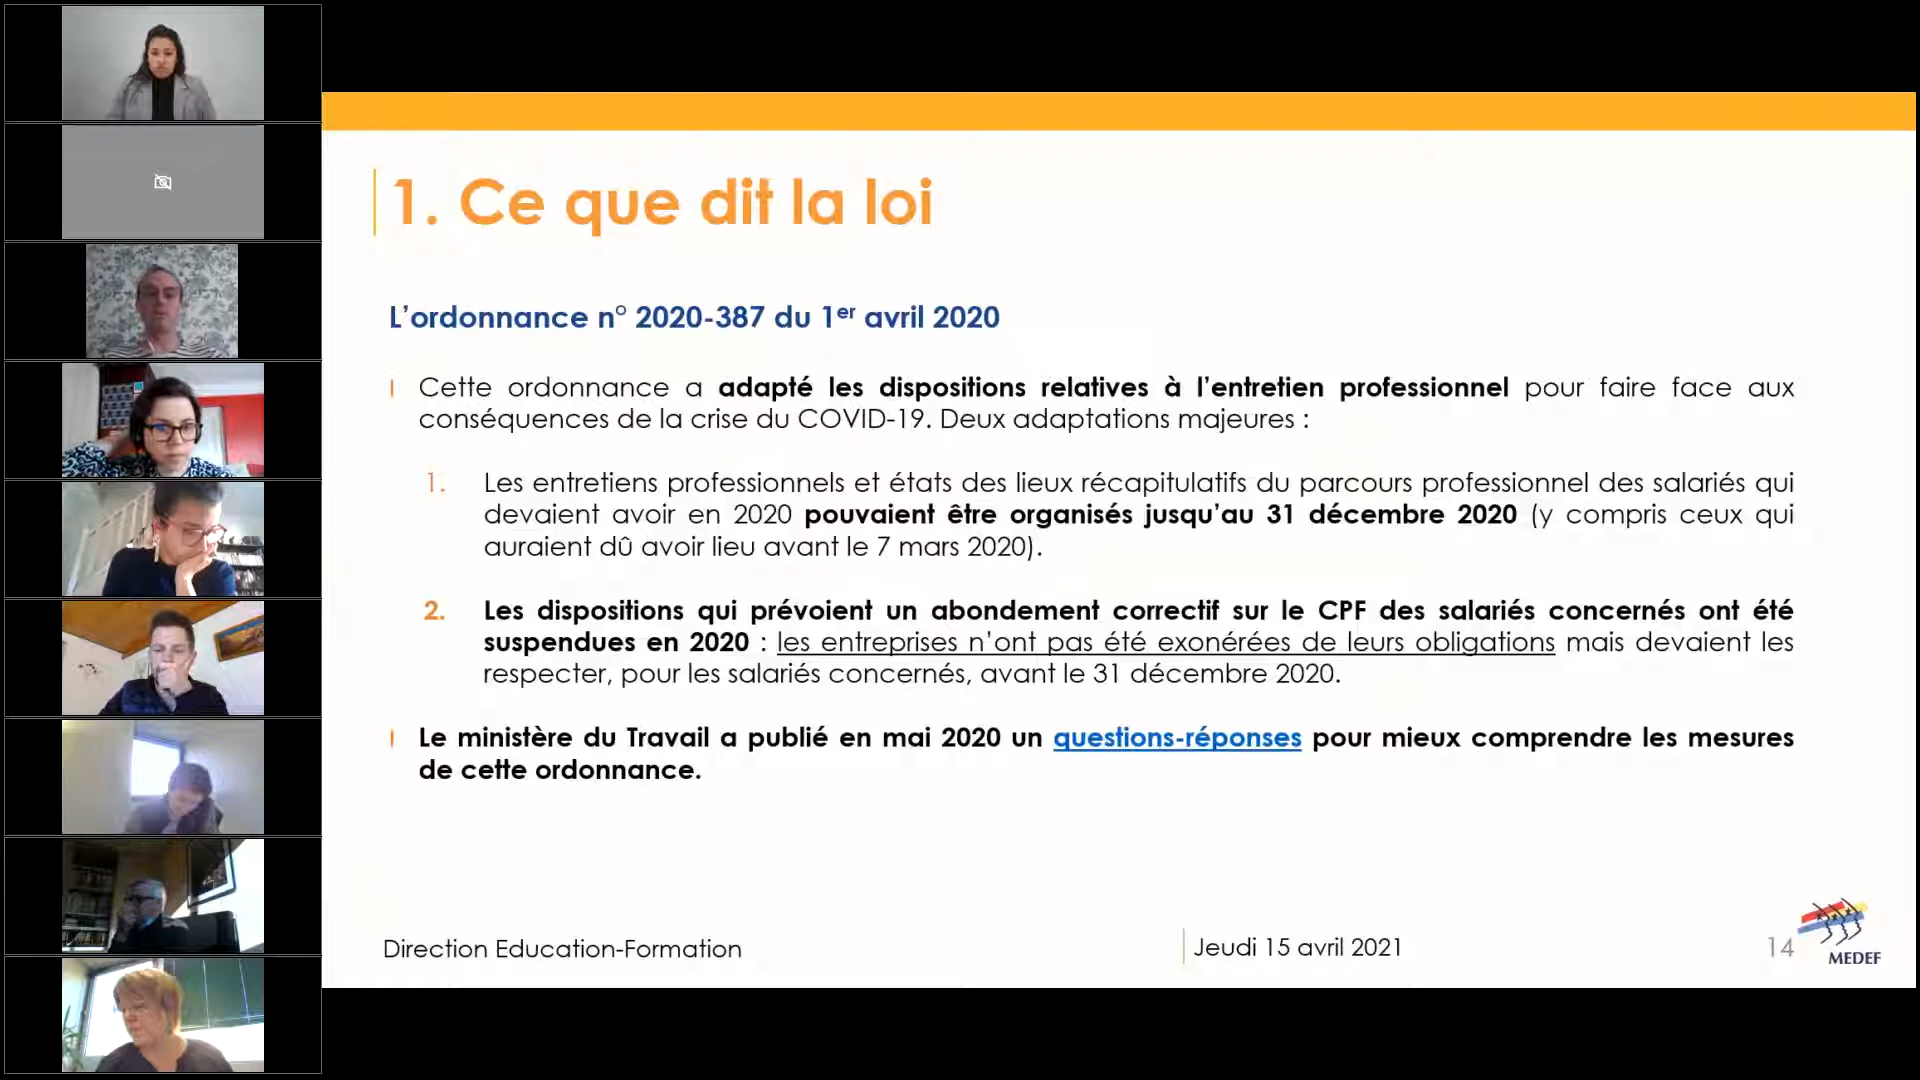 1. Ce que dit la loi
L’ordonnance n° 2020-387 du 1er avril 2020
Cette ordonnance a adapté les dispositions relatives à l’entretien professionnel pour faire face aux
conséquences de la crise du COVID-19. Deux adaptations majeures :
1. Les entretiens professionnels et états des lieux récapitulatifs du parcours professionnel des salariés qui
devaient avoir en 2020 pouvaient être organisés jusqu’au 31 décembre 2020 (y compris ceux qui
auraient dû avoir lieu avant le 7 mars 2020).
2. Les dispositions qui prévoient un abondement correctif sur le CPF des salariés concernés ont été
suspendues en 2020 : les entreprises n’ont pas été exonérées de leurs obligations mais devaient les
respecter, pour les salariés concernés, avant le 31 décembre 2020.
Le ministère du Travail a publié en mai 2020 un questions-réponses pour mieux comprendre les mesures
de cette ordonnance.
Direction Education-Formation
Jeudi 15 avril 2021
14
MEDEF